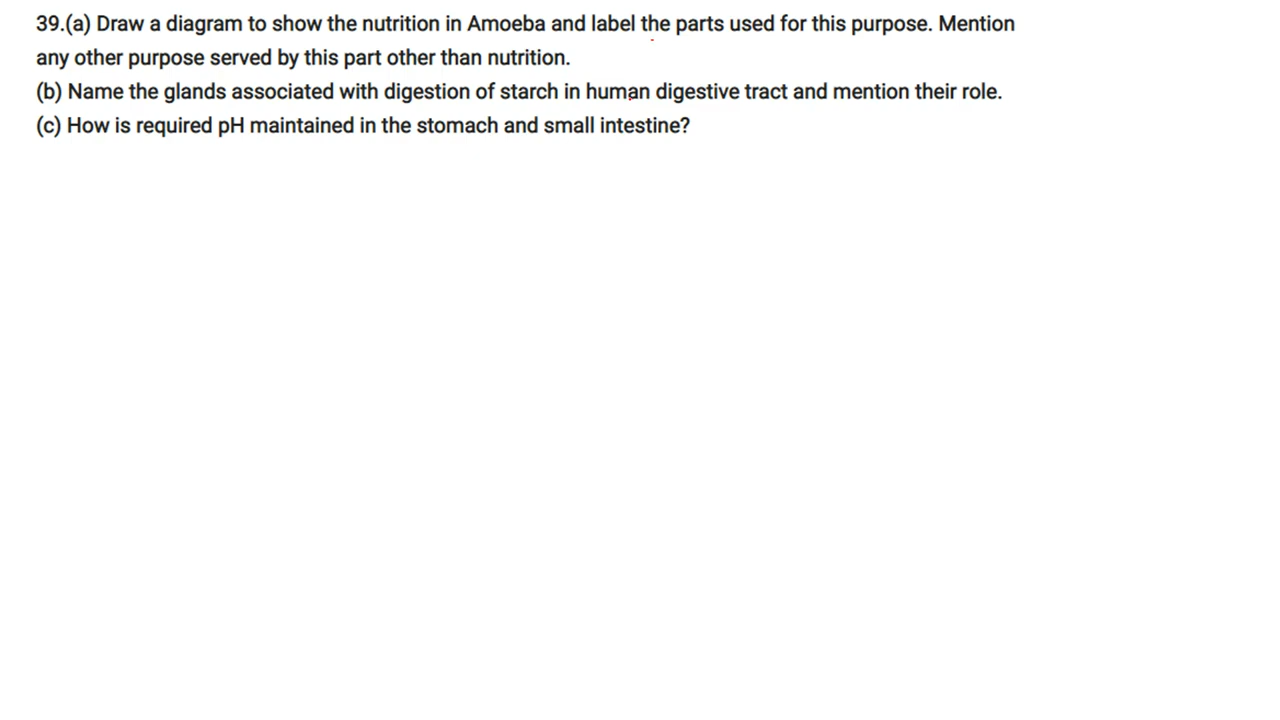 39.(a) Draw a diagram to show the nutrition in Amoeba and label the parts used for this purpose. Mention
any other purpose served by this part other than nutrition.
(b) Name the glands associated with digestion of starch in human digestive tract and mention their role.
(c) How is required pH maintained in the stomach and small intestine?